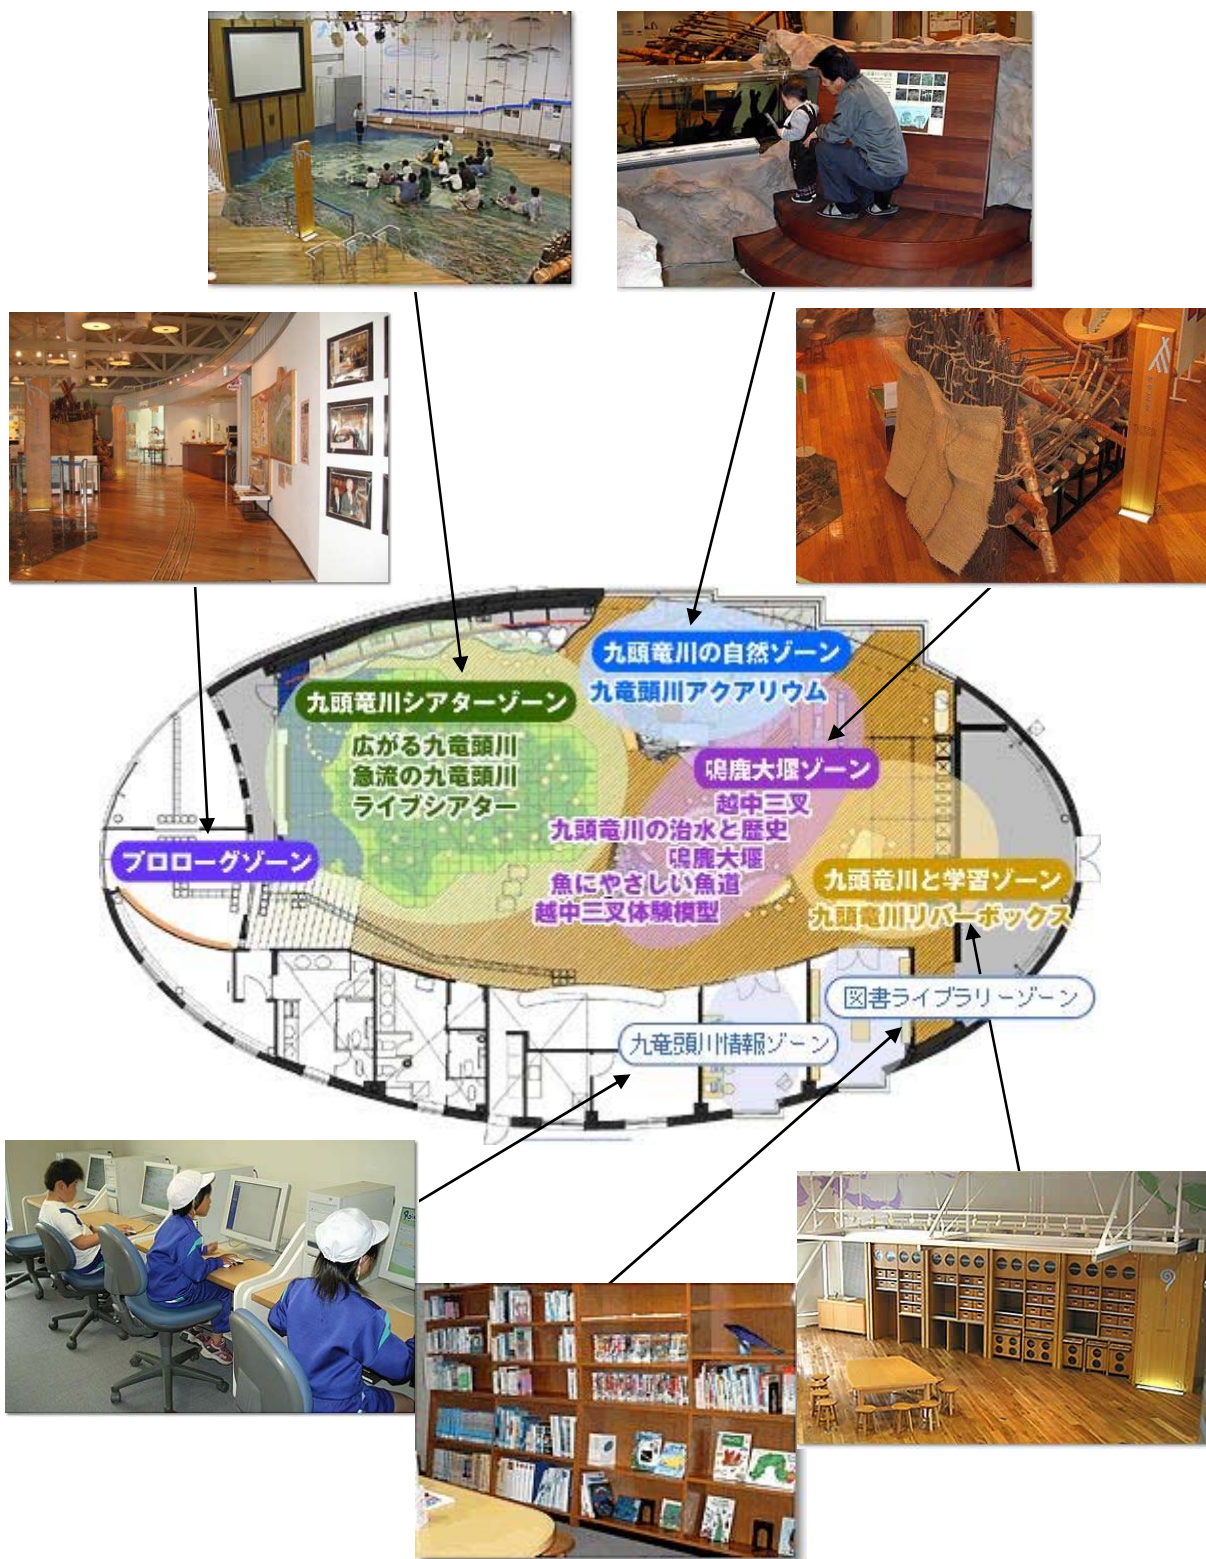 九頭竜川の自然ゾーン
九竜頭川アクアリウム
九頭竜川シアターゾーン
広がる九竜頭川
急流の九竜頭川
ライブシアター
鳴鹿大堰ゾーン
越中三叉
九頭竜川の治水と歴史
鳴鹿大堰
魚にやさしい魚道
越中三叉体験模型
プロローグゾーン
九頭竜川と学習ゾーン
九頭竜川リバーボックス
図書ライブラリーゾーン
九竜頭川情報ゾーン